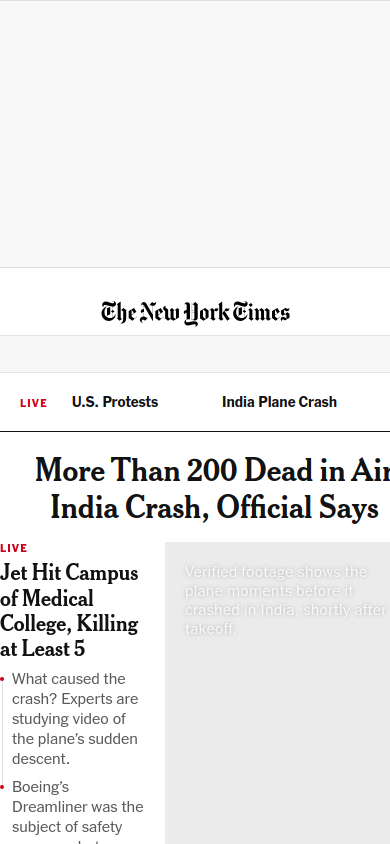 The New York Times
LIVE U.S. Protests India Plane Crash
More Than 200 Dead in Air
India Crash, Official Says
LIVE
Jet Hit Campus
of Medical
College, Killing
at Least 5
What caused the
crash? Experts are
studying video of
the plane's sudden
descent.
Boeing's
Dreamliner was the
subject of safety
Verified footage shows the
plane moments before it
crashed in India, shortly after
takeoff.